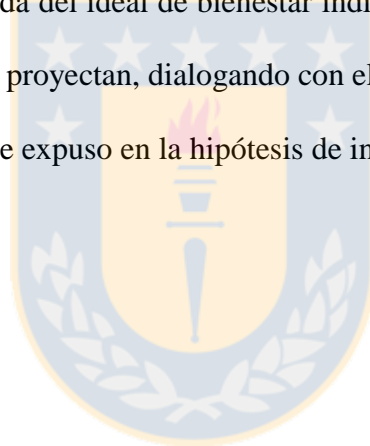 da del ideal de bienestar indi
proyectan, dialogando con el
e expuso en la hipótesis de in